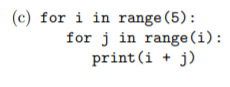 (c) for i in range(5):
        for j in range(i):
            print(i + j)